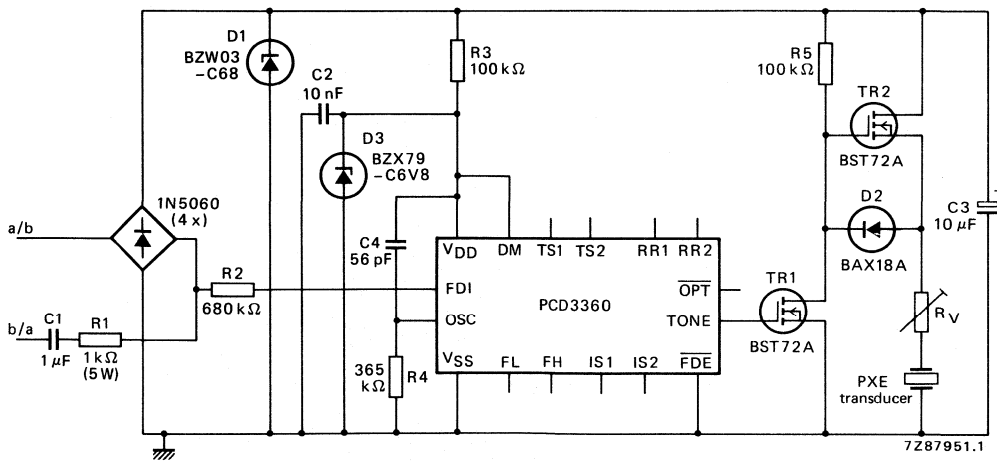 D1
BZW03
-C68
C2
10 nF
R3
100 kΩ
R5
100 kΩ
TR2
BST72A
D3
BZX79
-C6V8
1N5060
(4x)
a/b
C4
56 pF
D2
BAX18A
C3
10 µF
VDD
DM
TS1
TS2
RR1
RR2
R2
680 kΩ
FDI
PCD3360
OPT
TR1
BST72A
RV
b/a
C1
1 µF
R1
1 kΩ
(5W)
OSC
TONE
365
kΩ
R4
VSS
FL
FH
IS1
IS2
FDE
PXE
transducer
7Z87951.1